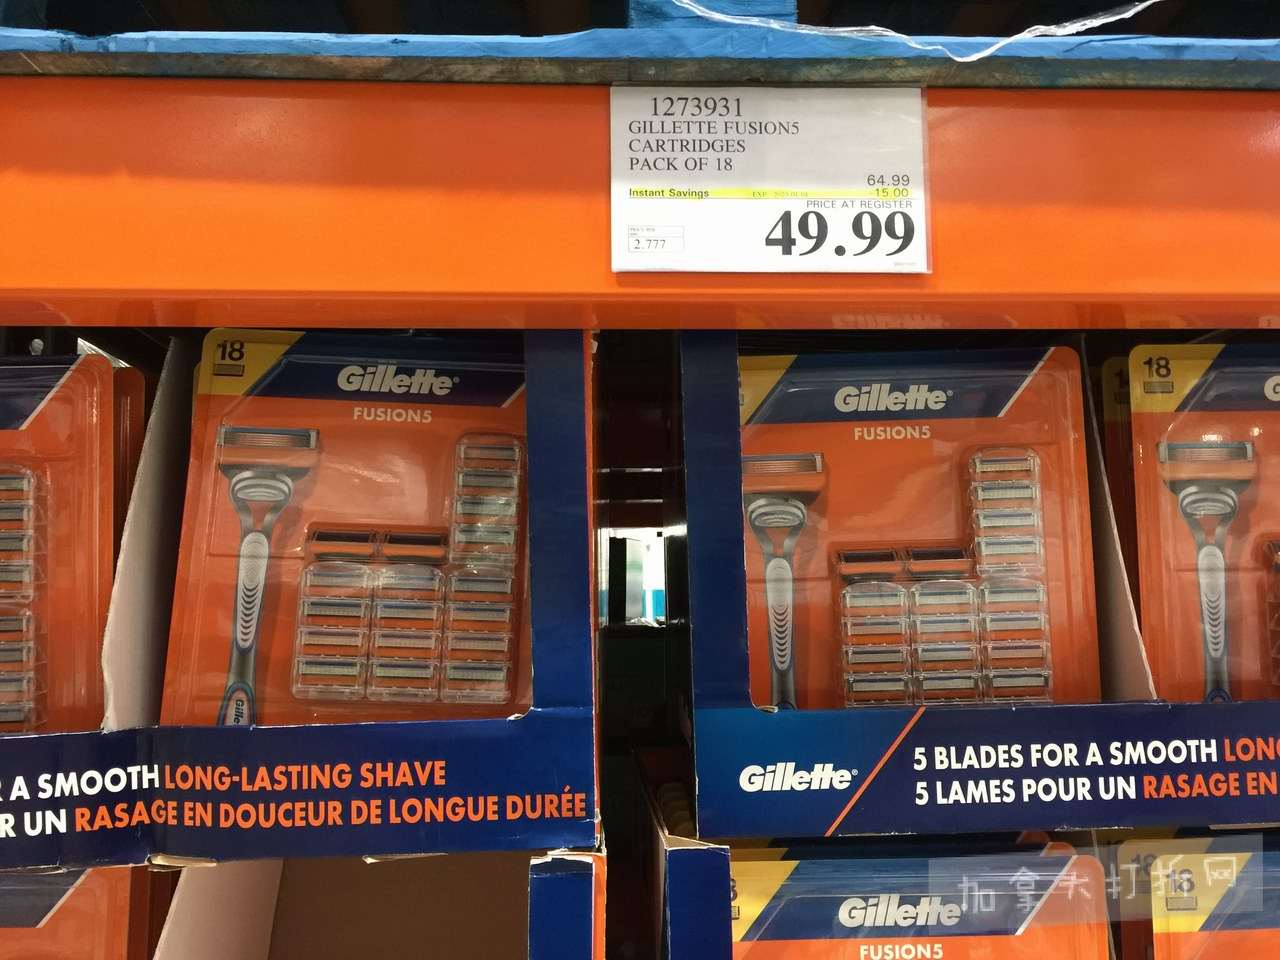 1273931
GILLETTE FUSION5
CARTRIDGES
PACK OF 18
64.99
Instant Savings
-15.00
PRICE AT REGISTER
49.99
2.777
18
Gillette
FUSION5
Gillette
FUSION5
18
A SMOOTH LONG-LASTING SHAVE
UN RASAGE EN DOUCEUR DE LONGUE DURÉE
Gillette
5 BLADES FOR A SMOOTH
5 LAMES POUR UN RASAGE EN
Gillette
FUSION5
18
加拿大打折网